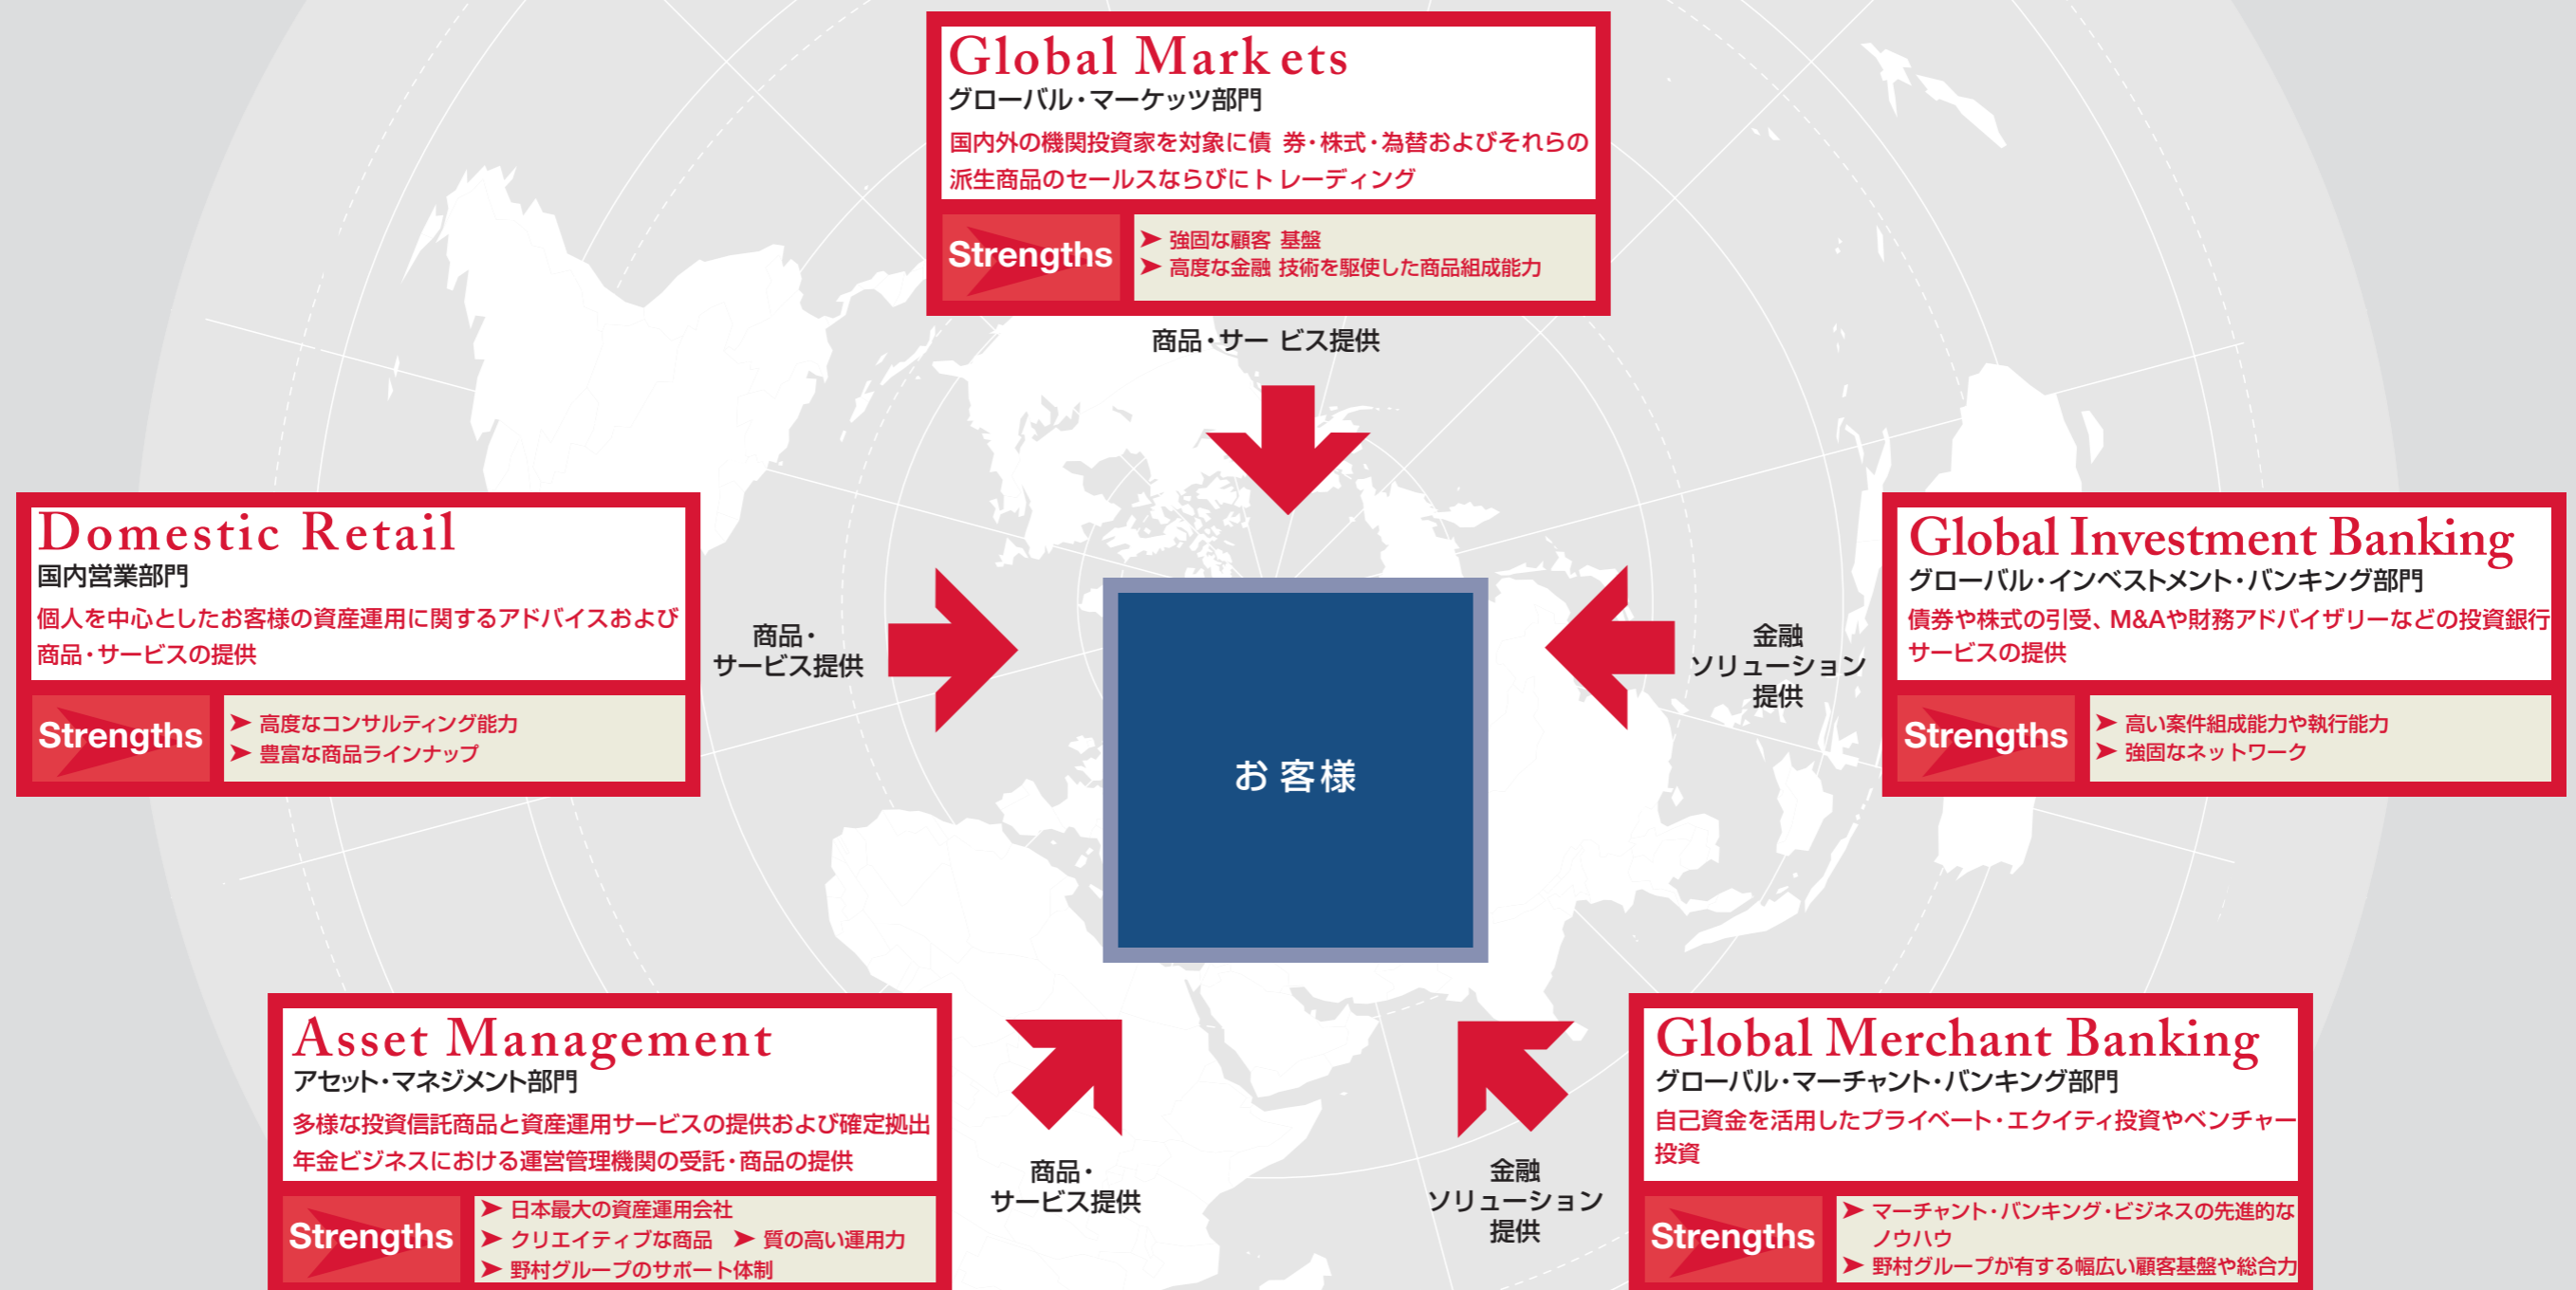 Global Markets
グローバル・マーケッツ部門
国内外の機関投資家を対象に債 券・株式・為替およびそれらの
派生商品のセールスならびにト レーディング
Strengths
➤ 強固な顧客 基盤
➤ 高度な金融 技術を駆使した商品組成能力
商品・サー ビス提供
Domestic Retail
国内営業部門
個人を中心としたお客様の資産運用に関するアドバイスおよび
商品・サービスの提供
Strengths
➤ 高度なコンサルティング能力
➤ 豊富な商品ラインナップ
商品・
サービス提供
お客様
金融
ソリューション
提供
Global Investment Banking
グローバル・インベストメント・バンキング部門
債券や株式の引受、M&Aや財務アドバイザリーなどの投資銀行
サービスの提供
Strengths
➤ 高い案件組成能力や執行能力
➤ 強固なネットワーク
Asset Management
アセット・マネジメント部門
多様な投資信託商品と資産運用サービスの提供および確定拠出
年金ビジネスにおける運営管理機関の受託・商品の提供
Strengths
➤ 日本最大の資産運用会社
➤ クリエイティブな商品 ➤ 質の高い運用力
➤ 野村グループのサポート体制
商品・
サービス提供
金融
ソリューション
提供
Global Merchant Banking
グローバル・マーチャント・バンキング部門
自己資金を活用したプライベート・エクイティ投資やベンチャー
投資
Strengths
➤ マーチャント・バンキング・ビジネスの先進的な
ノウハウ
➤ 野村グループが有する幅広い顧客基盤や総合力